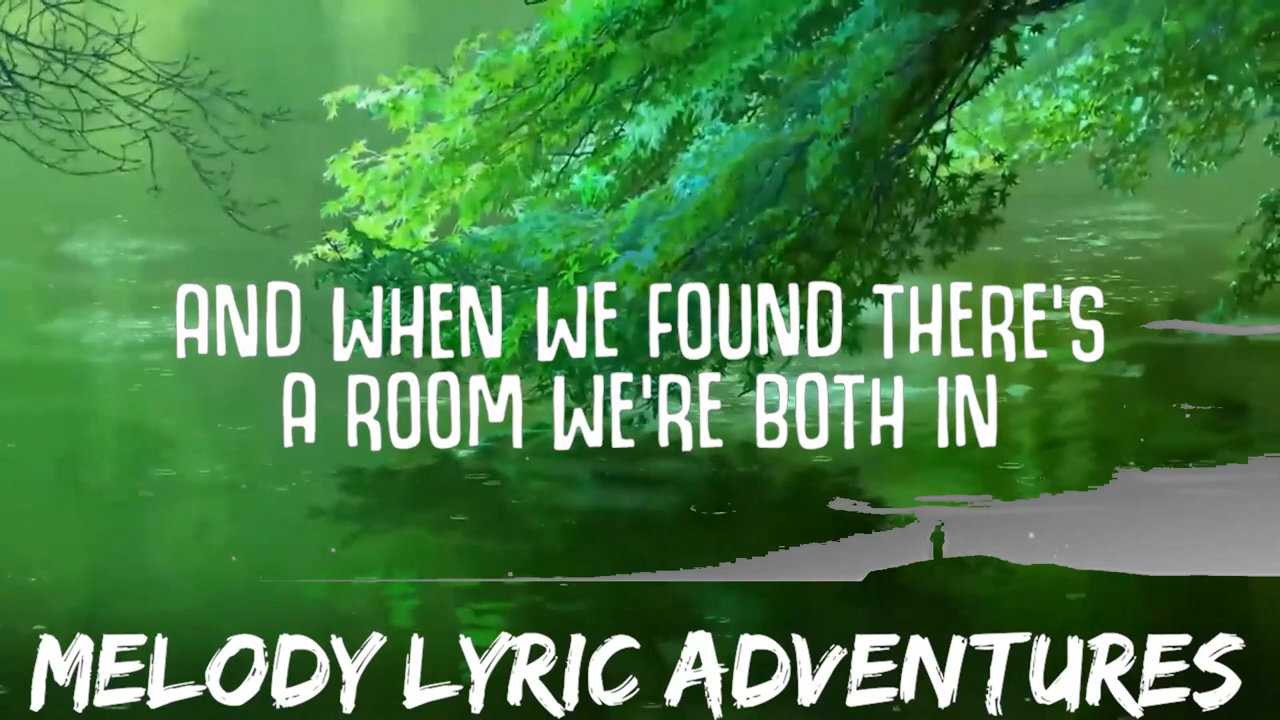 AND WHEN WE FOUND THERE'S
A ROOM WE'RE BOTH IN
MELODY LYRIC ADVENTURES